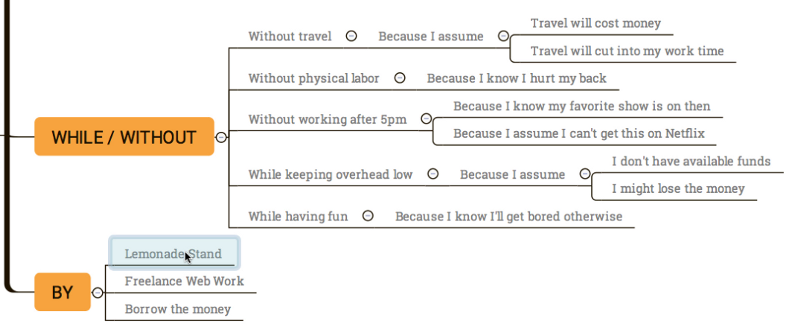 Without travel
Because I assume
Travel will cost money
Travel will cut into my work time
Without physical labor
Because I know I hurt my back
WHILE / WITHOUT
Without working after 5pm
Because I know my favorite show is on then
Because I assume I can't get this on Netflix
While keeping overhead low
Because I assume
I don't have available funds
I might lose the money
While having fun
Because I know I'll get bored otherwise
BY
Lemonade Stand
Freelance Web Work
Borrow the money